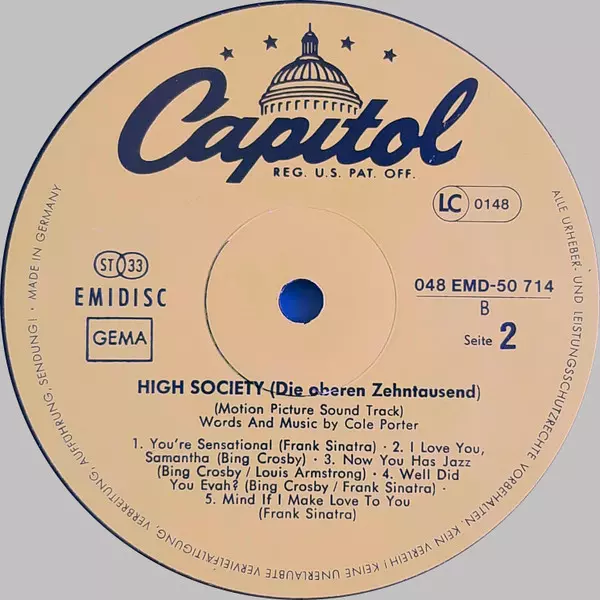 Capitol
REG. U.S. PAT. OFF.
LC 0148
ST 33
EMIDISC
GEMA
048 EMD-50 714
B
Seite 2
HIGH SOCIETY (Die oberen Zehntausend)
(Motion Picture Sound Track)
Words And Music by Cole Porter
1. You're Sensational (Frank Sinatra) · 2. I Love You,
Samantha (Bing Crosby) · 3. Now You Has Jazz
(Bing Crosby / Louis Armstrong) · 4. Well Did
You Evah? (Bing Crosby / Frank Sinatra) ·
5. Mind If I Make Love To You
(Frank Sinatra)
ALLE URHEBER- UND LEISTUNGSSCHUTZRECHTE VORBEHALTEN. KEIN VERLEIH! KEINE UNERLAUBTE VERVIELFÄLTIGUNG, VERBREITUNG, AUFFÜHRUNG, SENDUNG! · MADE IN GERMANY